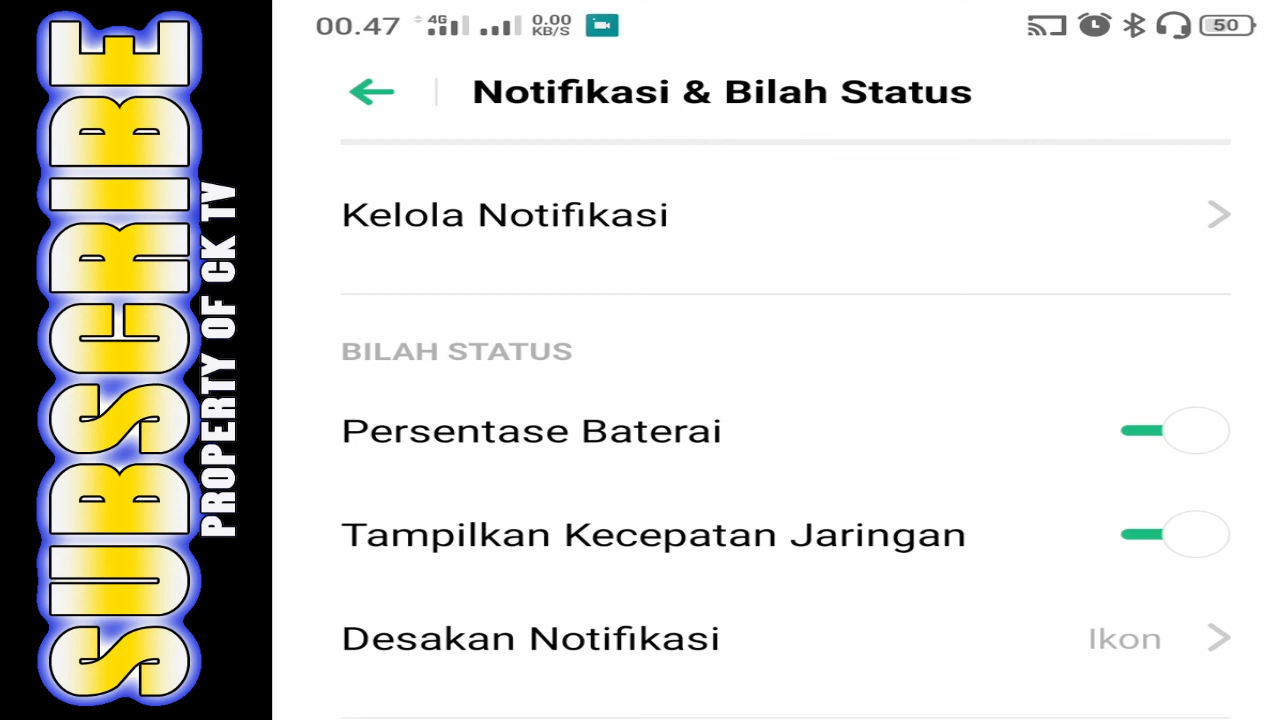 SUBSCRIBE
PROPERTY OF CK TV
00.47 4G 0.00 KB/S 50
Notifikasi & Bilah Status
Kelola Notifikasi
BILAH STATUS
Persentase Baterai
Tampilkan Kecepatan Jaringan
Desakan Notifikasi Ikon